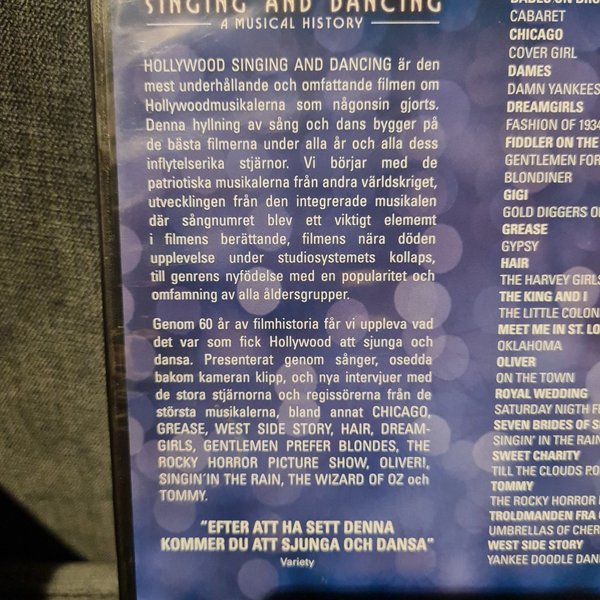 SINGING AND DANCING
A MUSICAL HISTORY
HOLLYWOOD SINGING AND DANCING är den
mest underhållande och omfattande filmen om
Hollywoodmusikalerna som någonsin gjorts.
Denna hyllning av sång och dans bygger på
de bästa filmerna under alla år och alla dess
inflytelserika stjärnor. Vi börjar med de
patriotiska musikalerna från andra världskriget,
utvecklingen från den integrerade musikalen
där sångnumret blev ett viktigt elememt
i filmens berättande, filmens nära döden
upplevelse under studiosystemets kollaps,
till genrens nyfödelse med en popularitet och
omfamning av alla åldersgrupper.
Genom 60 år av filmhistoria får vi uppleva vad
det var som fick Hollywood att sjunga och
dansa. Presenterat genom sånger, osedda
bakom kameran klipp, och nya intervjuer med
de stora stjärnorna och regissörerna från de
största musikalerna, bland annat CHICAGO,
GREASE, WEST SIDE STORY, HAIR, DREAM-
GIRLS, GENTLEMEN PREFER BLONDES, THE
ROCKY HORROR PICTURE SHOW, OLIVER!,
SINGIN´IN THE RAIN, THE WIZARD OF OZ och
TOMMY.
"EFTER ATT HA SETT DENNA
KOMMER DU ATT SJUNGA OCH DANSA"
Variety
CABARET
CHICAGO
COVER GIRL
DAMES
DAMN YANKEES
DREAMGIRLS
FASHION OF 1934
FIDDLER ON THE
GENTLEMEN FOR
BLONDINER
GIGI
GOLD DIGGERS
GREASE
GYPSY
HAIR
THE HARVEY GIRLS
THE KING AND I
THE LITTLE
MEET ME IN ST.
OKLAHOMA
OLIVER
ON THE TOWN
ROYAL WEDDING
SATURDAY NIGTH
SEVEN BRIDES OF
SINGIN' IN THE RAIN
SWEET CHARITY
TILL THE CLOUDS
TOMMY
THE ROCKY HORROR
TROLDMANDEN FRA
UMBRELLAS OF
WEST SIDE STORY
YANKEE DOODLE